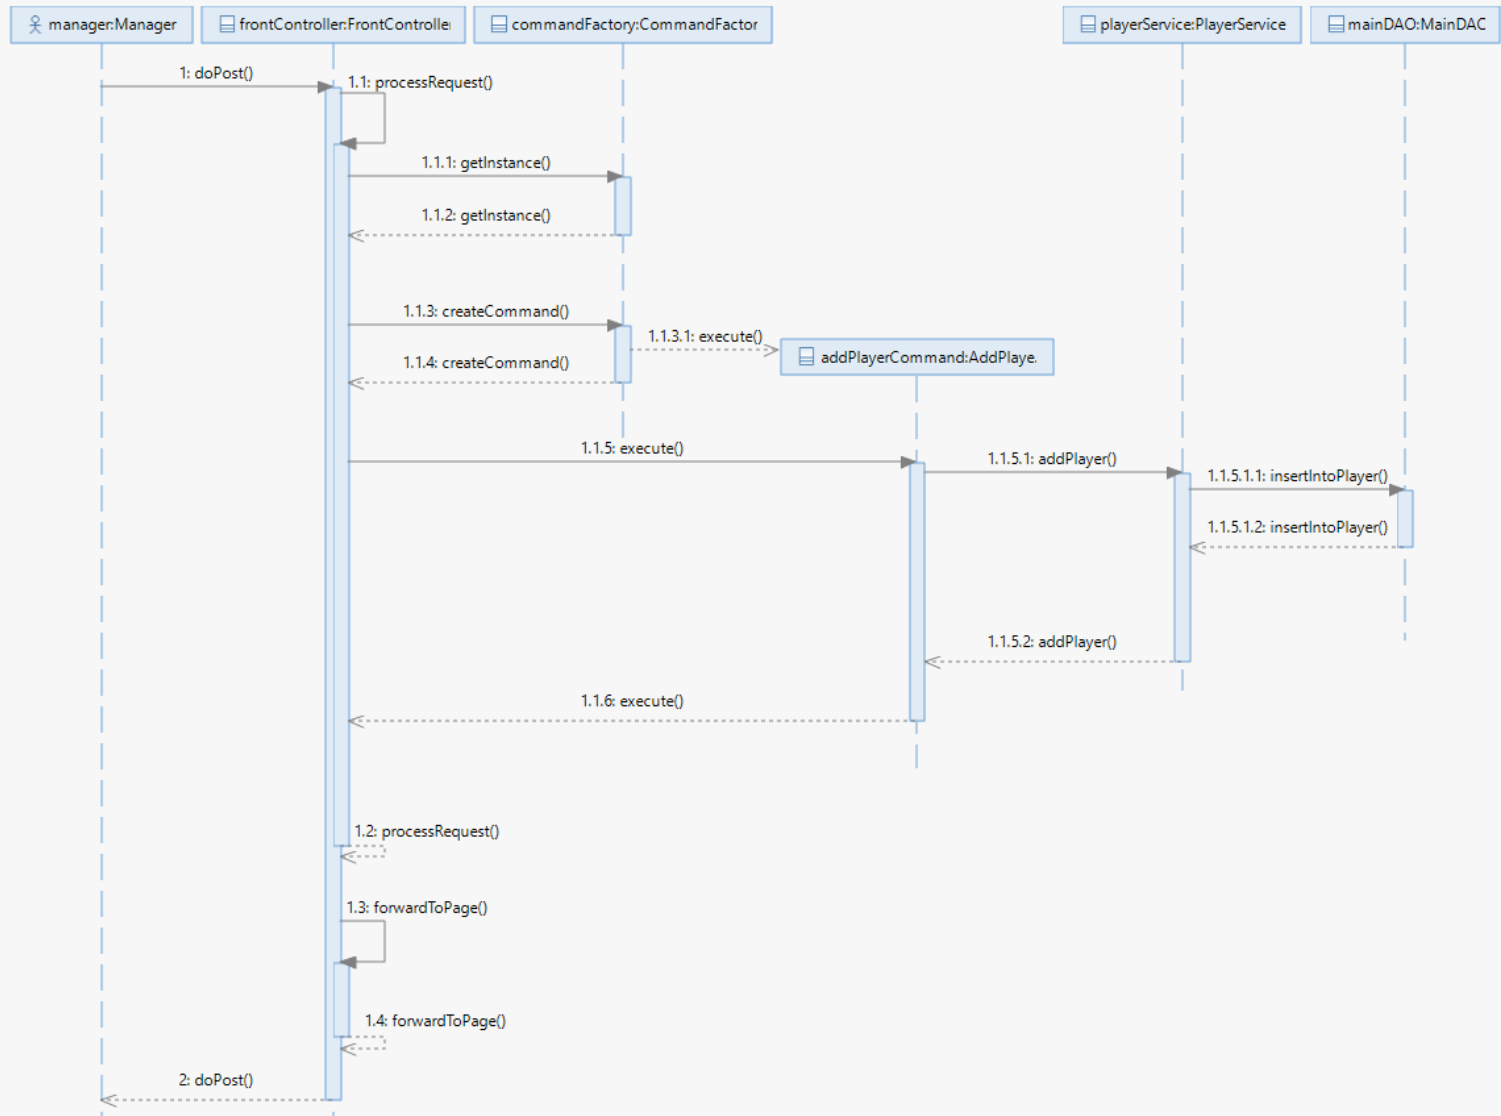 manager:Manager
frontController:FrontControlle
commandFactory:CommandFactor
playerService:PlayerService
mainDAO:MainDAC
1: doPost()
1.1: processRequest()
1.1.1: getInstance()
1.1.2: getInstance()
1.1.3: createCommand()
1.1.3.1: execute()
addPlayerCommand:AddPlaye.
1.1.4: createCommand()
1.1.5: execute()
1.1.5.1: addPlayer()
1.1.5.1.1: insertIntoPlayer()
1.1.5.1.2: insertIntoPlayer()
1.1.5.2: addPlayer()
1.1.6: execute()
1.2: processRequest()
1.3: forwardToPage()
1.4: forwardToPage()
2: doPost()